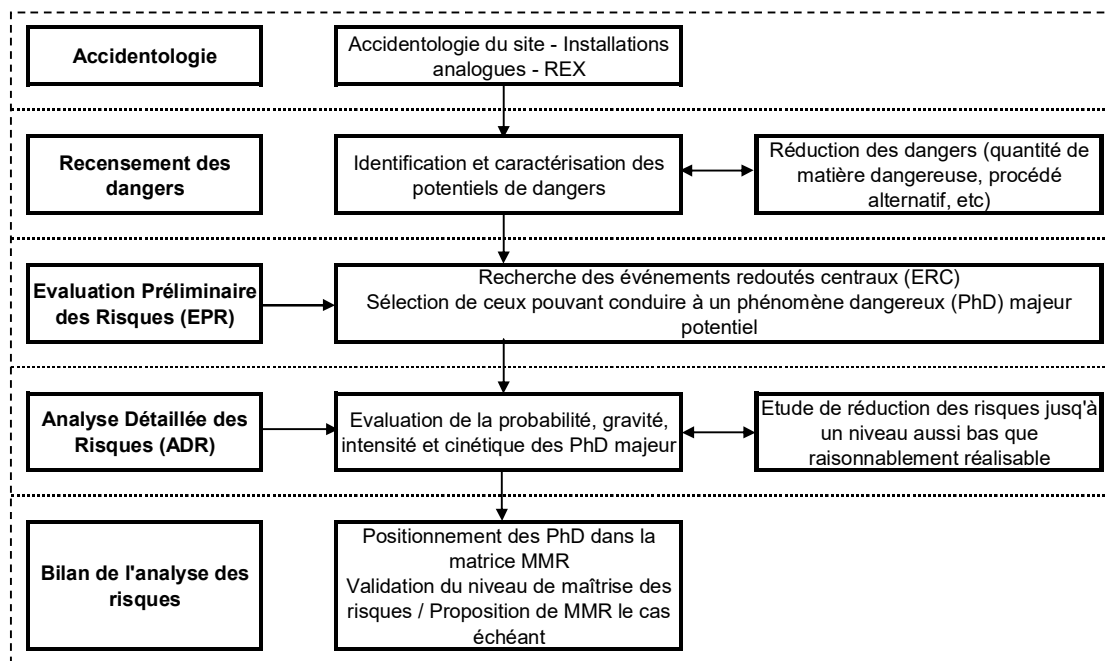 Accidentologie
Accidentologie du site - Installations
analogues - REX
Recensement des
dangers
Identification et caractérisation des
potentiels de dangers
Réduction des dangers (quantité de
matière dangereuse, procédé
alternatif, etc)
Evaluation Préliminaire
des Risques (EPR)
Recherche des événements redoutés centraux (ERC)
Sélection de ceux pouvant conduire à un phénomène dangereux (PhD) majeur
potentiel
Analyse Détaillée des
Risques (ADR)
Evaluation de la probabilité, gravité,
intensité et cinétique des PhD majeur
Etude de réduction des risques jusqu'à
un niveau aussi bas que
raisonnablement réalisable
Bilan de l'analyse des
risques
Positionnement des PhD dans la
matrice MMR
Validation du niveau de maîtrise des
risques / Proposition de MMR le cas
échéant